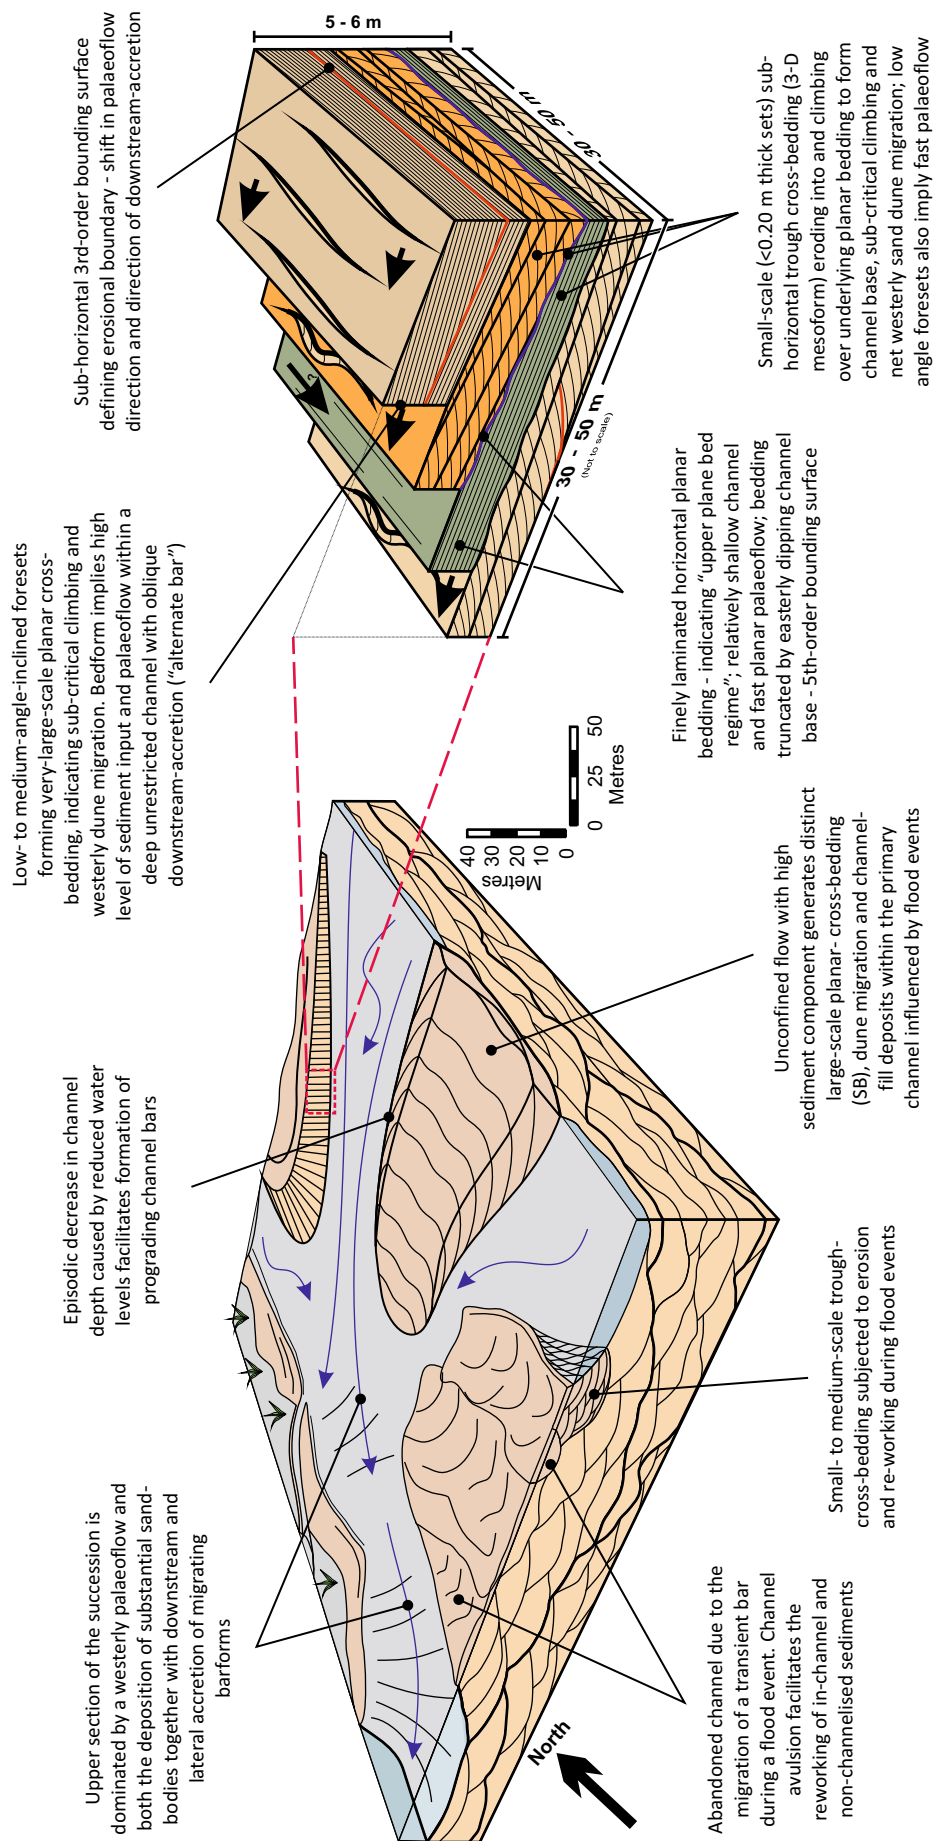 Upper section of the succession is
dominated by a westerly palaeoflow and
both the deposition of substantial sand-
bodies together with downstream and
lateral accretion of migrating
barforms
Episodic decrease in channel
depth caused by reduced water
levels facilitates formation of
prograding channel bars
Low- to medium-angle-inclined foresets
forming very-large-scale planar cross-
bedding, indicating sub-critical climbing and
westerly dune migration. Bedform implies high
level of sediment input and palaeoflow within a
deep unrestricted channel with oblique
downstream-accretion (“alternate bar”)
Sub-horizontal 3rd-order bounding surface
defining erosional boundary - shift in palaeoflow
direction and direction of downstream-accretion
5 - 6 m
30 - 50 m
30 - 50 m
(Not to scale)
?
North
40
30
20
10
0
Metres
0
25
50
Metres
Abandoned channel due to the
migration of a transient bar
during a flood event. Channel
avulsion facilitates the
reworking of in-channel and
non-channelised sediments
Small- to medium-scale trough-
cross-bedding subjected to erosion
and re-working during flood events
Unconfined flow with high
sediment component generates distinct
large-scale planar- cross-bedding
(SB), dune migration and channel-
fill deposits within the primary
channel influenced by flood events
Finely laminated horizontal planar
bedding - indicating “upper plane bed
regime”; relatively shallow channel
and fast planar palaeoflow; bedding
truncated by easterly dipping channel
base - 5th-order bounding surface
Small-scale (<0.20 m thick sets) sub-
horizontal trough cross-bedding (3-D
mesoform) eroding into and climbing
over underlying planar bedding to form
channel base, sub-critical climbing and
net westerly sand dune migration; low
angle foresets also imply fast palaeoflow